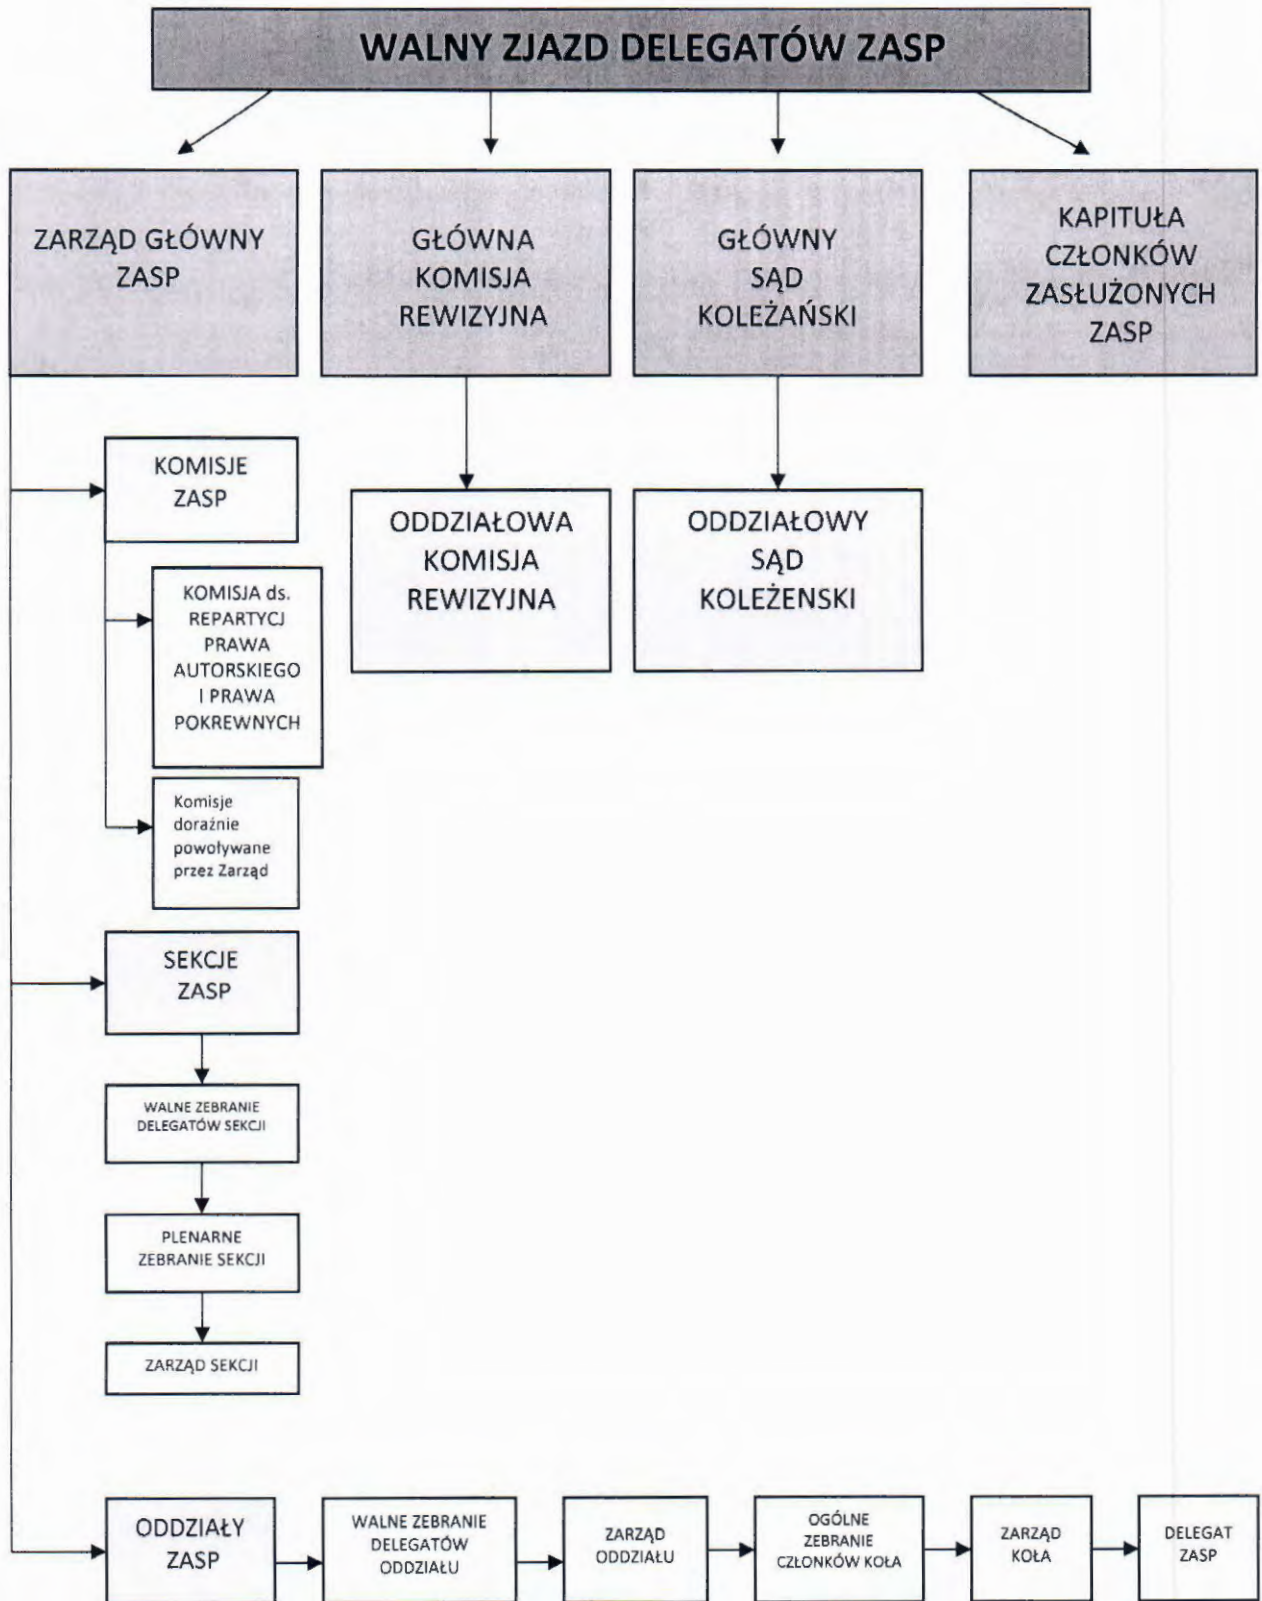 WALNY ZJAZD DELEGATÓW ZASP
ZARZĄD GŁÓWNY
ZASP
GŁÓWNA
KOMISJA
REWIZYJNA
GŁÓWNY
SĄD
KOLEŻAŃSKI
KAPITUŁA
CZŁONKÓW
ZASŁUŻONYCH
ZASP
KOMISJE
ZASP
ODDZIAŁOWA
KOMISJA
REWIZYJNA
ODDZIAŁOWY
SĄD
KOLEŻENSKI
KOMISJA ds.
REPARTYCJ
PRAWA
AUTORSKIEGO
I PRAWA
POKREWNYCH
Komisje
doraźnie
powoływane
przez Zarząd
SEKCJE
ZASP
WALNE ZEBRANIE
DELEGATÓW SEKCJI
PLENARNE
ZEBRANIE SEKCJI
ZARZĄD SEKCJI
ODDZIAŁY
ZASP
WALNE ZEBRANIE
DELEGATÓW
ODDZIAŁU
ZARZĄD
ODDZIAŁU
OGÓLNE
ZEBRANIE
CZŁONKÓW KOŁA
ZARZĄD
KOŁA
DELEGAT
ZASP